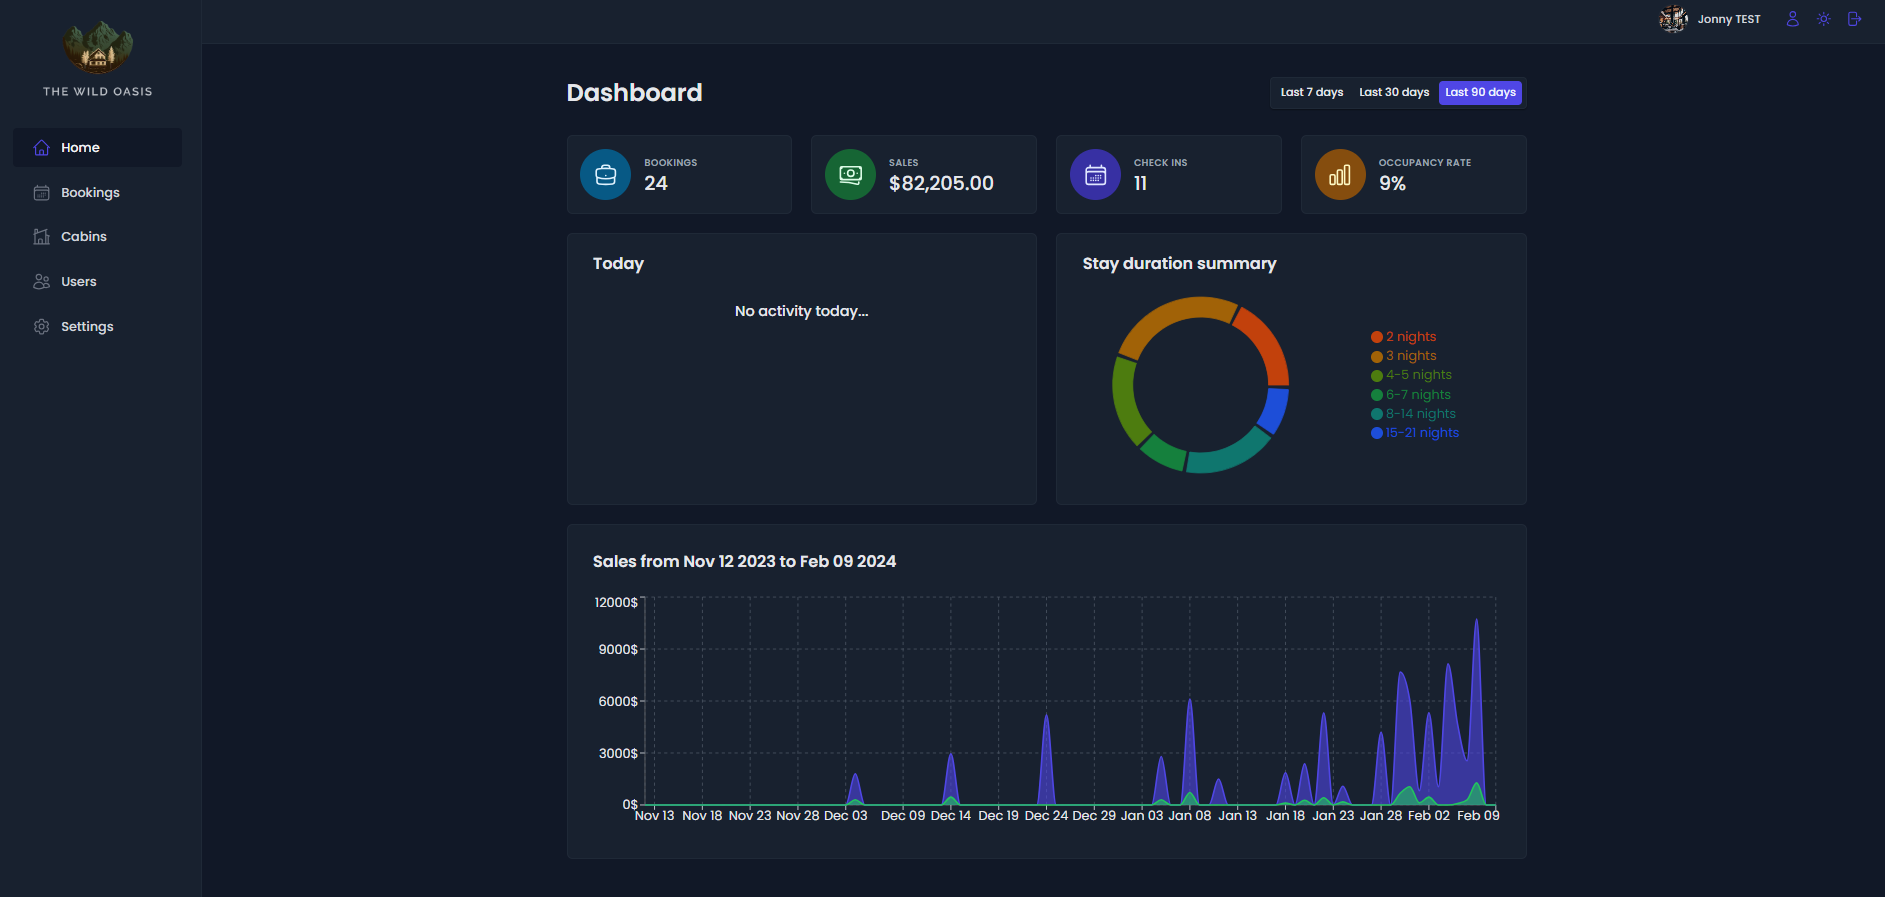 THE WILD OASIS
Home
Bookings
Cabins
Users
Settings
Jonny TEST
Dashboard
Last 7 days Last 30 days Last 90 days
BOOKINGS
24
SALES
$82,205.00
CHECK INS
11
OCCUPANCY RATE
9%
Today
No activity today...
Stay duration summary
2 nights
3 nights
4-5 nights
6-7 nights
8-14 nights
15-21 nights
Sales from Nov 12 2023 to Feb 09 2024
12000$
9000$
6000$
3000$
0$
Nov 13 Nov 18 Nov 23 Nov 28 Dec 03 Dec 09 Dec 14 Dec 19 Dec 24 Dec 29 Jan 03 Jan 08 Jan 13 Jan 18 Jan 23 Jan 28 Feb 02 Feb 09